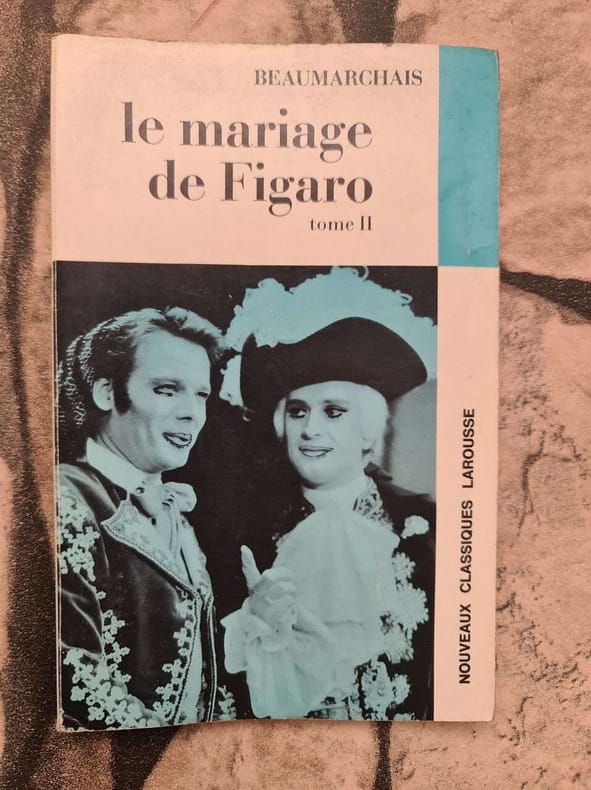 BEAUMARCHAIS
le mariage
de Figaro
tome II
NOUVEAUX CLASSIQUES LAROUSSE